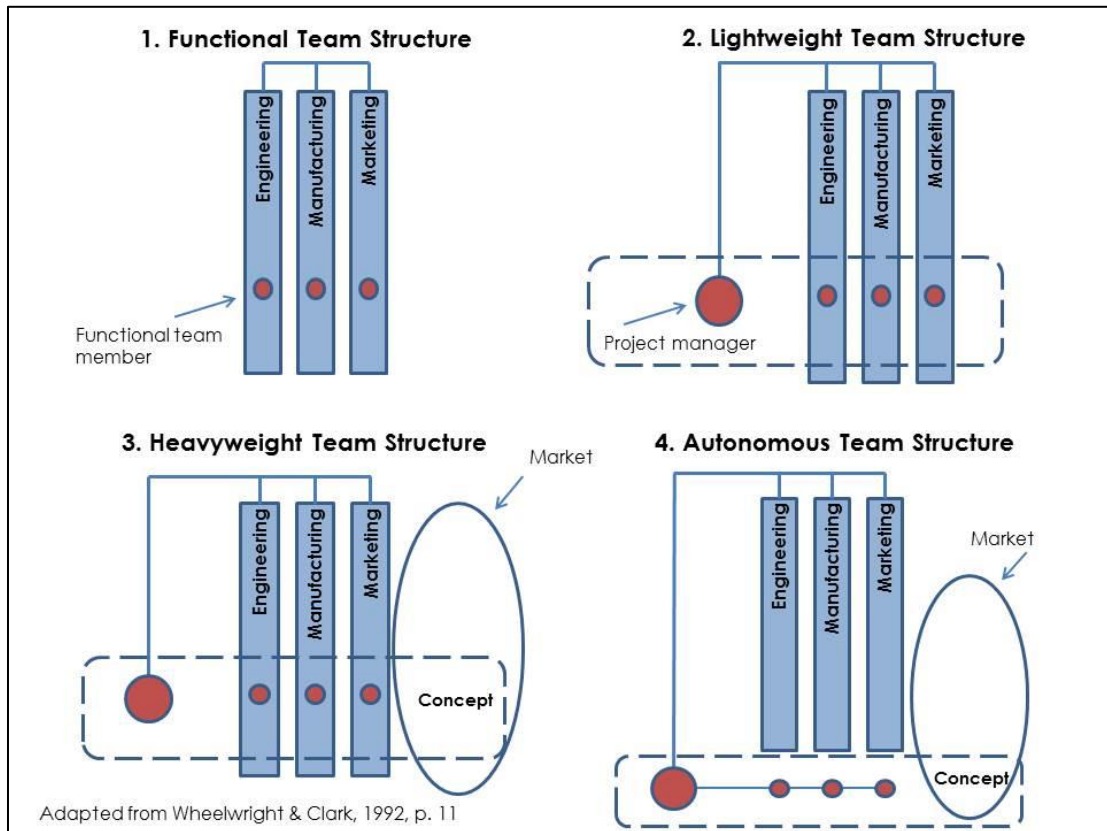 1. Functional Team Structure
Engineering
Manufacturing
Marketing
Functional team
member
2. Lightweight Team Structure
Engineering
Manufacturing
Marketing
Project manager
3. Heavyweight Team Structure
Market
Engineering
Manufacturing
Marketing
Concept
4. Autonomous Team Structure
Market
Engineering
Manufacturing
Marketing
Concept
Adapted from Wheelwright & Clark, 1992, p. 11